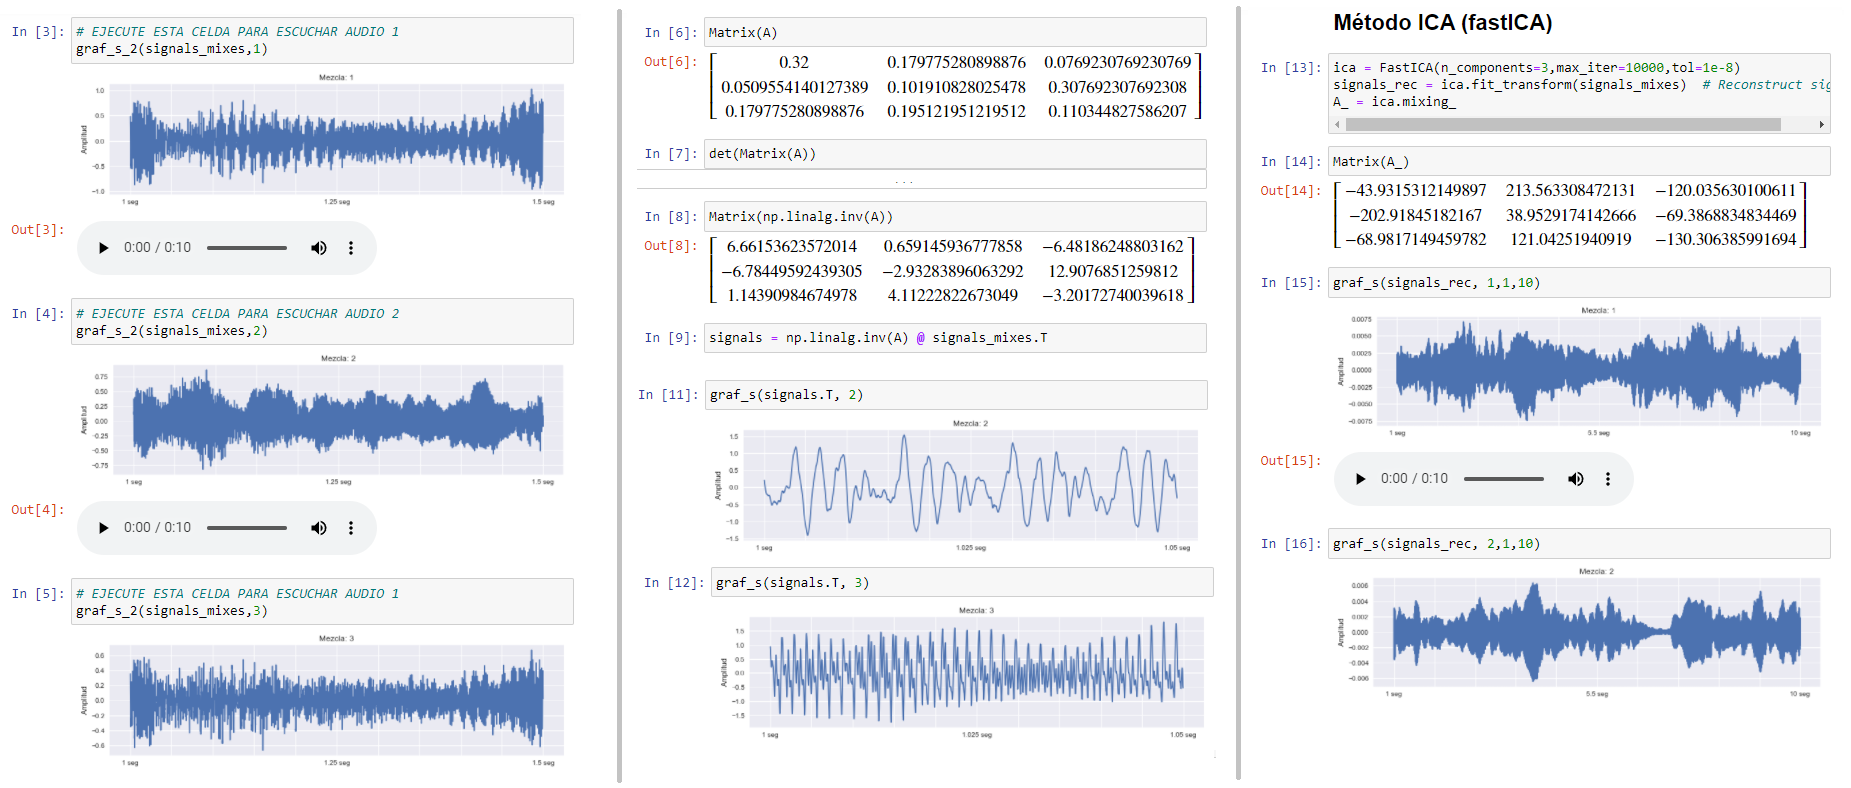 In [3]: # EJECUTE ESTA CELDA PARA ESCUCHAR AUDIO 1
graf_s_2(signals_mixes,1)
Mezcla: 1
1.0
0.5
0.0
−0.5
−1.0
Amplitud
1 seg 1.25 seg 1.5 seg
Out[3]:
0:00 / 0:10
In [4]: # EJECUTE ESTA CELDA PARA ESCUCHAR AUDIO 2
graf_s_2(signals_mixes,2)
Mezcla: 2
0.75
0.50
0.25
0.00
−0.25
−0.50
−0.75
Amplitud
1 seg 1.25 seg 1.5 seg
Out[4]:
0:00 / 0:10
In [5]: # EJECUTE ESTA CELDA PARA ESCUCHAR AUDIO 1
graf_s_2(signals_mixes,3)
Mezcla: 3
0.6
0.4
0.2
0.0
−0.2
−0.4
−0.6
Amplitud
1 seg 1.25 seg 1.5 seg
In [6]: Matrix(A)
Out[6]:
0.32 0.179775280898876 0.0769230769230769
0.0509554140127389 0.101910828025478 0.307692307692308
0.179775280898876 0.195121951219512 0.110344827586207
In [7]: det(Matrix(A))
...
In [8]: Matrix(np.linalg.inv(A))
Out[8]:
6.66153623572014 0.659145936777858 −6.48186248803162
−6.78449592439305 −2.93283896063292 12.9076851259812
1.14390984674978 4.11222822673049 −3.20172740039618
In [9]: signals = np.linalg.inv(A) @ signals_mixes.T
In [11]: graf_s(signals.T, 2)
Mezcla: 2
1.5
1.0
0.5
0.0
−0.5
−1.0
−1.5
Amplitud
1 seg 1.025 seg 1.05 seg
In [12]: graf_s(signals.T, 3)
Mezcla: 3
1.5
1.0
0.5
0.0
−0.5
−1.0
−1.5
Amplitud
1 seg 1.025 seg 1.05 seg
Método ICA (fastICA)
In [13]: ica = FastICA(n_components=3,max_iter=10000,tol=1e-8)
signals_rec = ica.fit_transform(signals_mixes) # Reconstruct sig
A_ = ica.mixing_
In [14]: Matrix(A_)
Out[14]:
−43.9315312149897 213.563308472131 −120.035630100611
−202.91845182167 38.9529174142666 −69.3868834834469
−68.9817149459782 121.04251940919 −130.306385991694
In [15]: graf_s(signals_rec, 1,1,10)
Mezcla: 1
0.0075
0.0050
0.0025
0.0000
−0.0025
−0.0050
−0.0075
Amplitud
1 seg 5.5 seg 10 seg
Out[15]:
0:00 / 0:10
In [16]: graf_s(signals_rec, 2,1,10)
Mezcla: 2
0.006
0.004
0.002
0.000
−0.002
−0.004
−0.006
Amplitud
1 seg 5.5 seg 10 seg